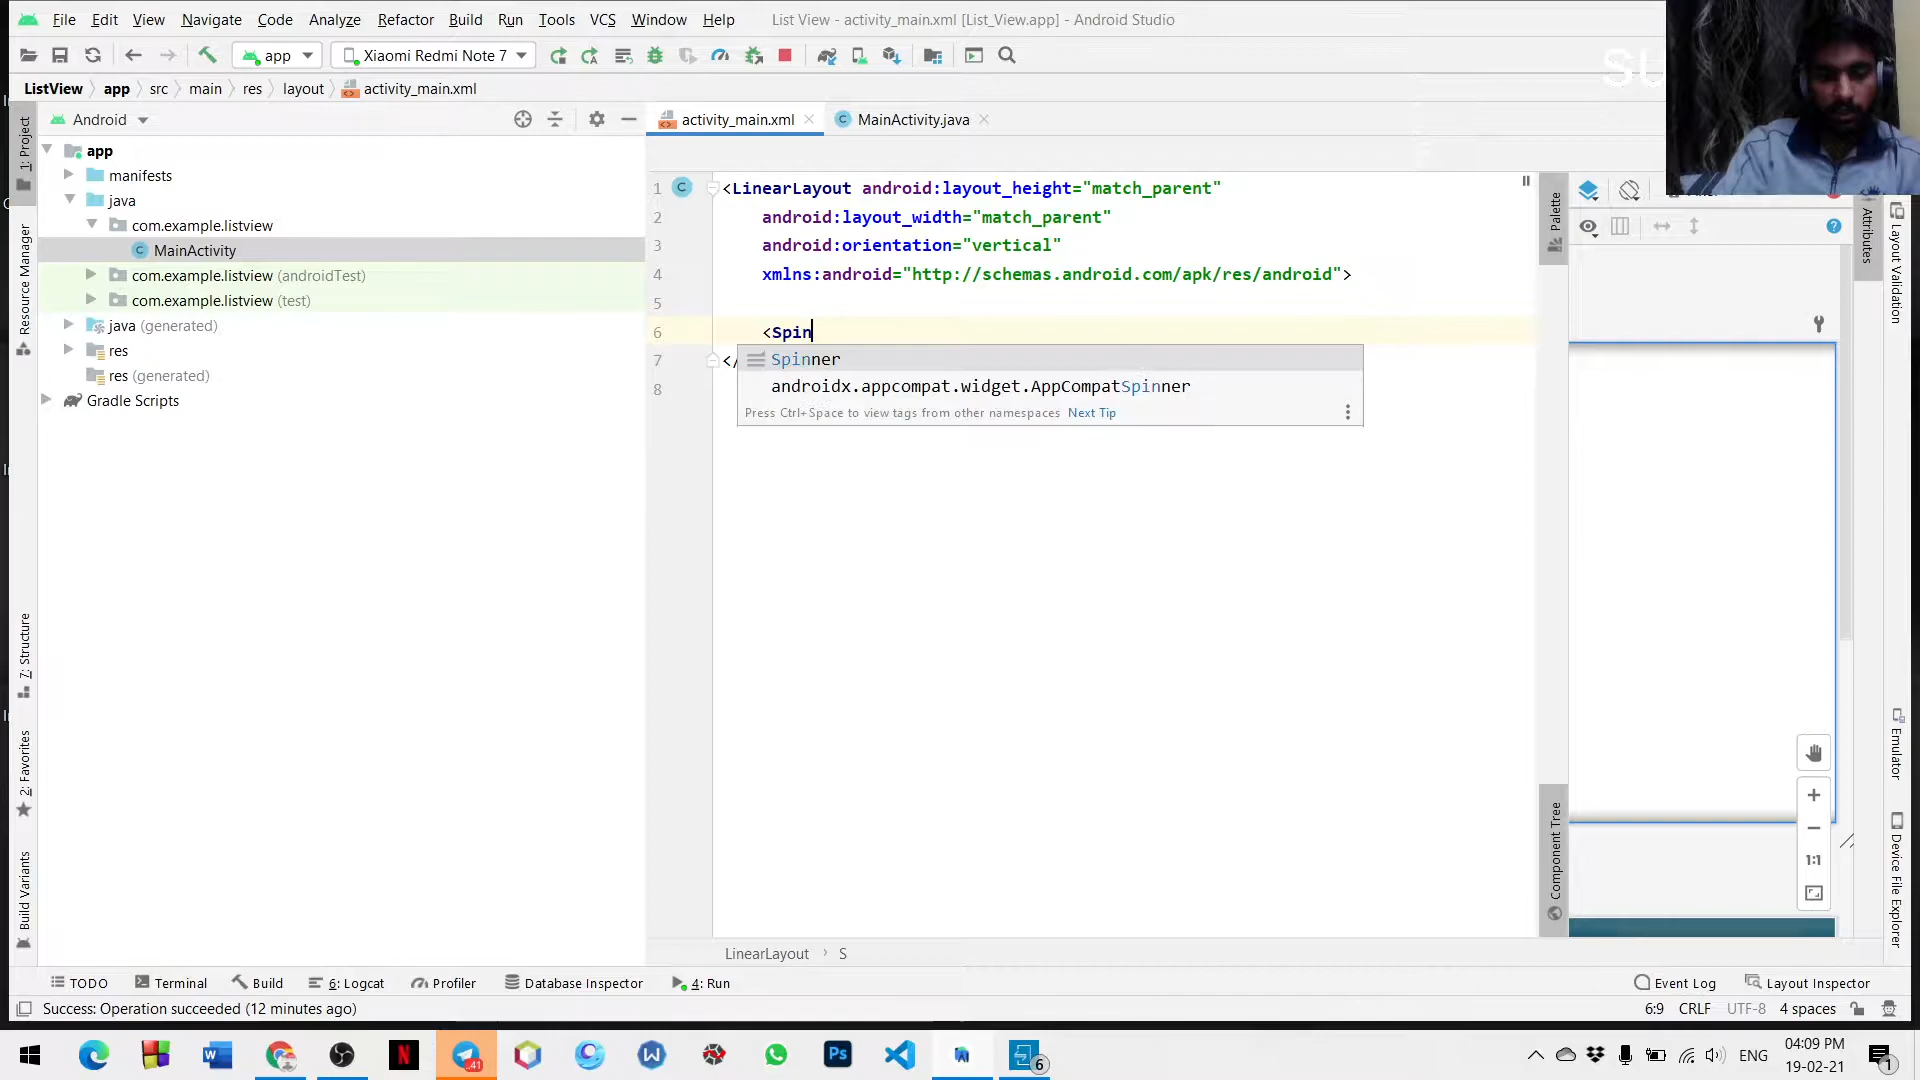 File Edit View Navigate Code Analyze Refactor Build Run Tools VCS Window Help List View - activity_main.xml [List_View.app] - Android Studio
app Xiaomi Redmi Note 7
ListView app src main res layout activity_main.xml
Android
activity_main.xml MainActivity.java
1: Project
Resource Manager
7: Structure
2: Favorites
Build Variants
app
manifests
java
com.example.listview
MainActivity
com.example.listview (androidTest)
com.example.listview (test)
java (generated)
res
res (generated)
Gradle Scripts
1 <LinearLayout android:layout_height="match_parent"
2 android:layout_width="match_parent"
3 android:orientation="vertical"
4 xmlns:android="http://schemas.android.com/apk/res/android">
5
6 <Spin
7 </
8
Spinner
androidx.appcompat.widget.AppCompatSpinner
Press Ctrl+Space to view tags from other namespaces Next Tip
Palette
Component Tree
Attributes
Layout Validation
Emulator
Device File Explorer
1:1
LinearLayout S
TODO Terminal Build 6: Logcat Profiler Database Inspector 4: Run Event Log Layout Inspector
Success: Operation succeeded (12 minutes ago) 6:9 CRLF UTF-8 4 spaces
41
6
ENG
04:09 PM
19-02-21
1